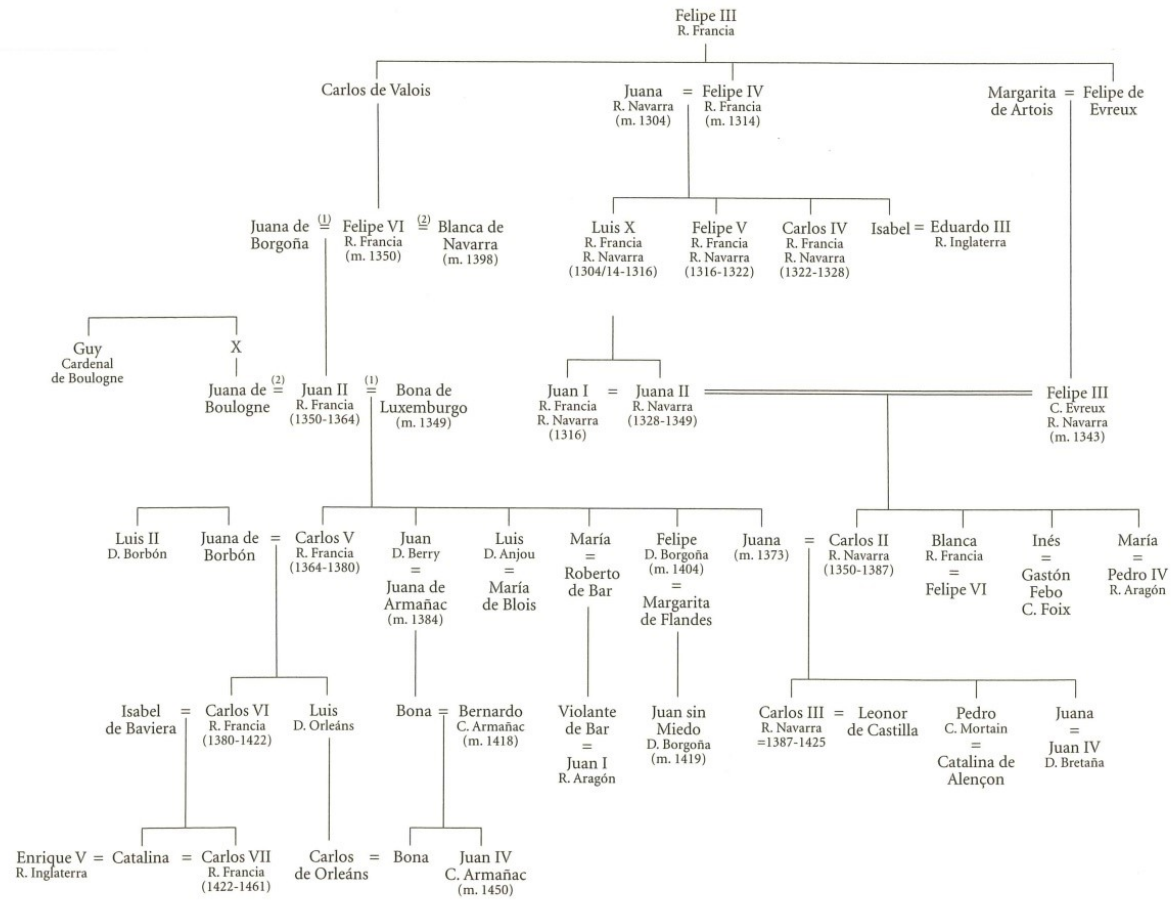 Felipe III
R. Francia
Carlos de Valois
Juana = Felipe IV
R. Navarra R. Francia
(m. 1304) (m. 1314)
Margarita = Felipe de
de Artois Evreux
Juana de (1) = Felipe VI (2) = Blanca de
Borgoña R. Francia Navarra
(m. 1350) (m. 1398)
Luis X
R. Francia
R. Navarra
(1304/14-1316)
Felipe V
R. Francia
R. Navarra
(1316-1322)
Carlos IV
R. Francia
R. Navarra
(1322-1328)
Isabel = Eduardo III
R. Inglaterra
Guy
Cardenal
de Boulogne
X
Juana de (2) = Juan II (1) = Bona de
Boulogne R. Francia Luxemburgo
(1350-1364) (m. 1349)
Juan I = Juana II
R. Francia R. Navarra
R. Navarra (1328-1349)
(1316)
Felipe III
C. Evreux
R. Navarra
(m. 1343)
Luis II
D. Borbón
Juana de = Carlos V
Borbón R. Francia
(1364-1380)
Juan
D. Berry
=
Juana de
Armañac
(m. 1384)
Luis
D. Anjou
=
María
de Blois
María
=
Roberto
de Bar
Felipe
D. Borgoña
(m. 1404)
=
Margarita
de Flandes
Juana = Carlos II
(m. 1373) R. Navarra
(1350-1387)
Blanca
R. Francia
=
Felipe VI
Inés
=
Gastón
Febo
C. Foix
María
=
Pedro IV
R. Aragón
Isabel = Carlos VI
de Baviera R. Francia
(1380-1422)
Luis
D. Orleáns
Bona = Bernardo
C. Armañac
(m. 1418)
Violante
de Bar
=
Juan I
R. Aragón
Juan sin
Miedo
D. Borgoña
(m. 1419)
Carlos III = Leonor
R. Navarra de Castilla
=1387-1425
Pedro
C. Mortain
=
Catalina de
Alençon
Juana
=
Juan IV
D. Bretaña
Enrique V = Catalina = Carlos VII
R. Inglaterra R. Francia
(1422-1461)
Carlos = Bona
de Orleáns
Juan IV
C. Armañac
(m. 1450)